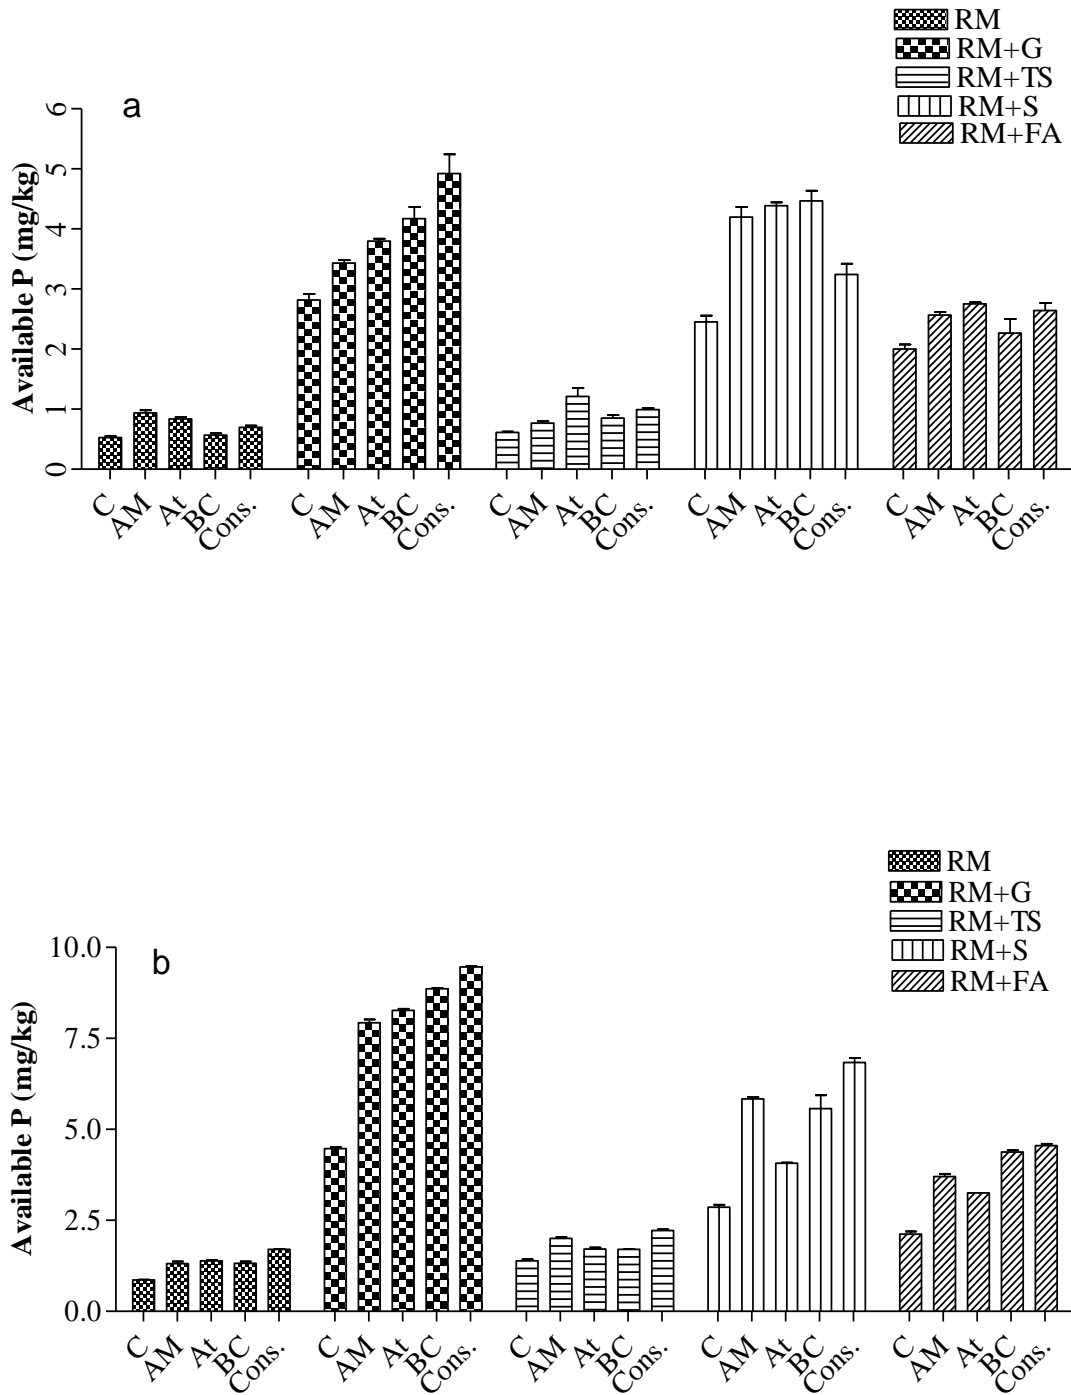 RM
RM+G
RM+TS
RM+S
RM+FA
a
Available P (mg/kg)
6
5
4
3
2
1
0
C AM At BC Cons. C AM At BC Cons. C AM At BC Cons. C AM At BC Cons. C AM At BC Cons.
RM
RM+G
RM+TS
RM+S
RM+FA
b
Available P (mg/kg)
10.0
7.5
5.0
2.5
0.0
C AM At BC Cons. C AM At BC Cons. C AM At BC Cons. C AM At BC Cons. C AM At BC Cons.